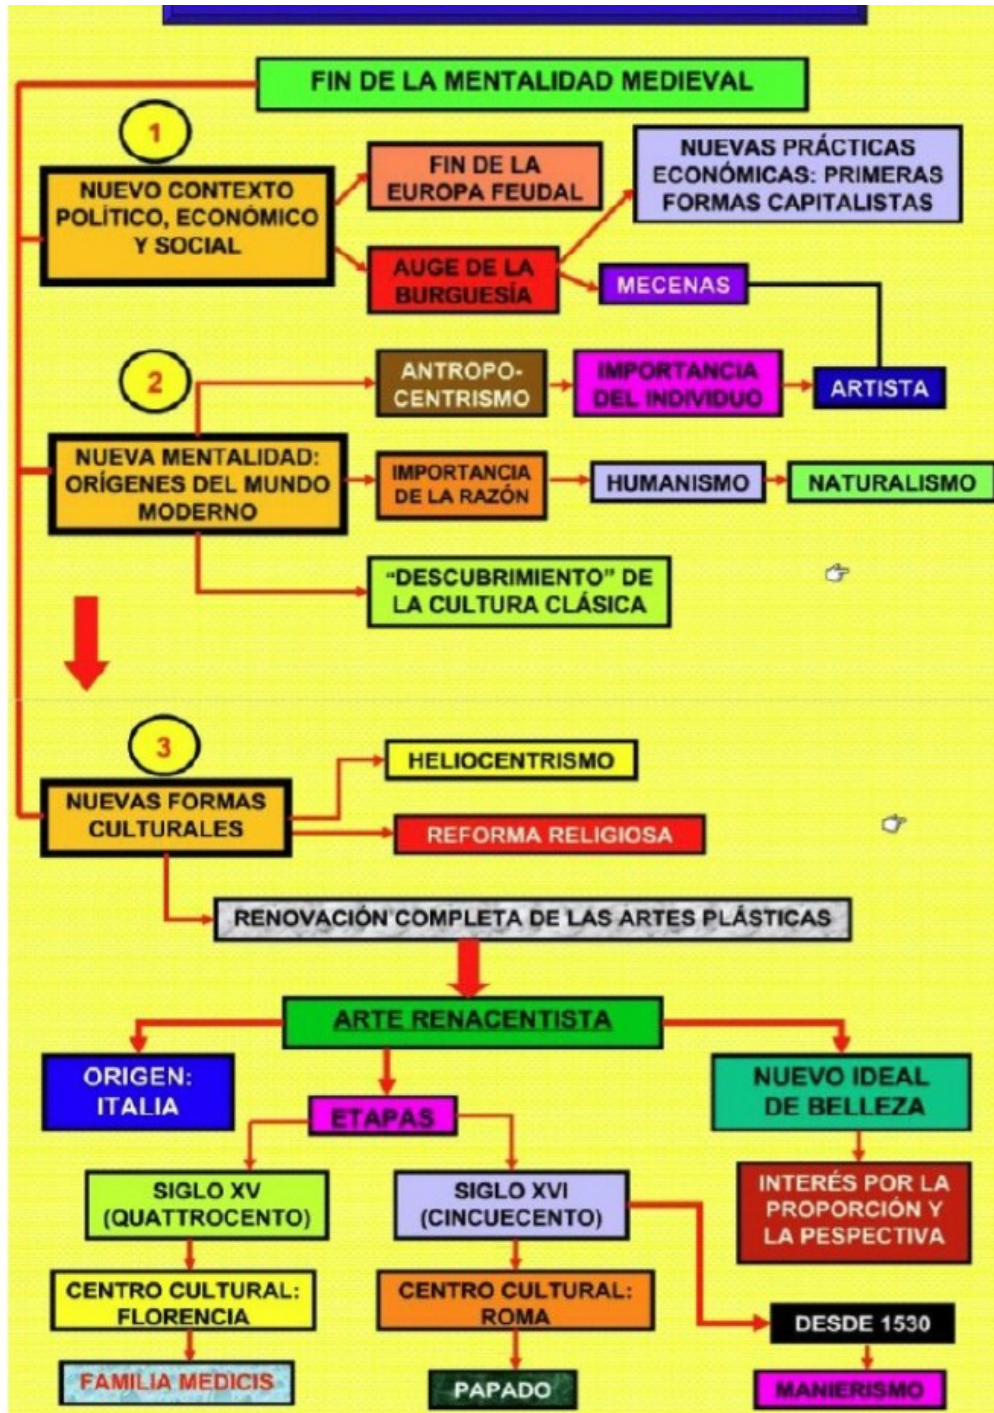 FIN DE LA MENTALIDAD MEDIEVAL
1
NUEVO CONTEXTO
POLÍTICO, ECONÓMICO
Y SOCIAL
FIN DE LA
EUROPA FEUDAL
NUEVAS PRÁCTICAS
ECONÓMICAS: PRIMERAS
FORMAS CAPITALISTAS
AUGE DE LA
BURGUESÍA
MECENAS
2
ANTROPO-
CENTRISMO
IMPORTANCIA
DEL INDIVIDUO
ARTISTA
NUEVA MENTALIDAD:
ORÍGENES DEL MUNDO
MODERNO
IMPORTANCIA
DE LA RAZÓN
HUMANISMO
NATURALISMO
“DESCUBRIMIENTO” DE
LA CULTURA CLÁSICA
3
NUEVAS FORMAS
CULTURALES
HELIOCENTRISMO
REFORMA RELIGIOSA
RENOVACIÓN COMPLETA DE LAS ARTES PLÁSTICAS
ARTE RENACENTISTA
ORIGEN:
ITALIA
ETAPAS
NUEVO IDEAL
DE BELLEZA
SIGLO XV
(QUATTROCENTO)
SIGLO XVI
(CINCUECENTO)
INTERÉS POR LA
PROPORCIÓN Y
LA PESPECTIVA
CENTRO CULTURAL:
FLORENCIA
CENTRO CULTURAL:
ROMA
DESDE 1530
FAMILIA MEDICIS
PAPADO
MANIERISMO